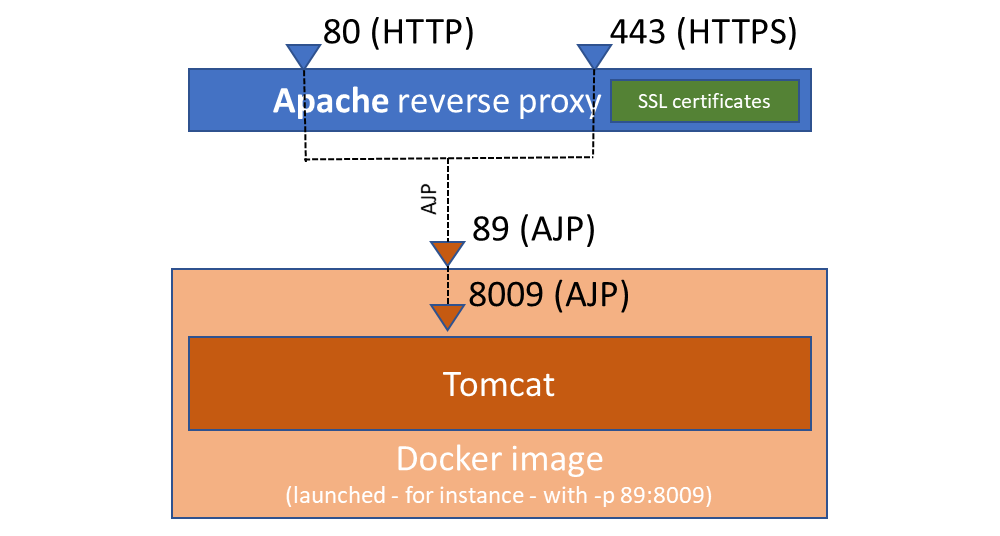 80 (HTTP)
443 (HTTPS)
Apache reverse proxy
SSL certificates
AJP
89 (AJP)
8009 (AJP)
Tomcat
Docker image
(launched - for instance - with -p 89:8009)